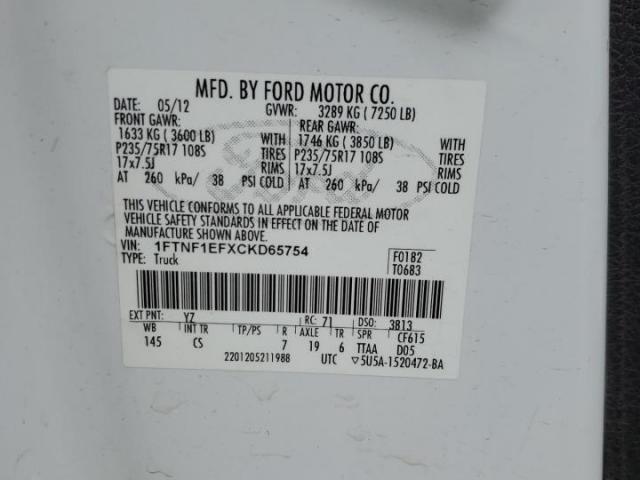 MFD. BY FORD MOTOR CO.
DATE: 05/12 GVWR: 3289 KG ( 7250 LB)
FRONT GAWR: REAR GAWR:
1633 KG ( 3600 LB) 1746 KG ( 3850 LB)
P235/75R17 108S TIRES P235/75R17 108S TIRES
17x7.5J RIMS 17x7.5J RIMS
AT 260 kPa/ 38 PSI COLD AT 260 kPa/ 38 PSI COLD
Ford
THIS VEHICLE CONFORMS TO ALL APPLICABLE FEDERAL MOTOR
VEHICLE SAFETY STANDARDS IN EFFECT ON THE DATE OF
MANUFACTURE SHOWN ABOVE.
VIN: 1FTNF1EFXCKD65754 F0182
TYPE: Truck T0683
EXT PNT: YZ RC: 71 DSO: 3813
WB INT TR TP/PS R AXLE TR SPR CF615
145 CS 7 19 6 TTAA D05
2201205211988 UTC ▽5U5A-1520472-BA